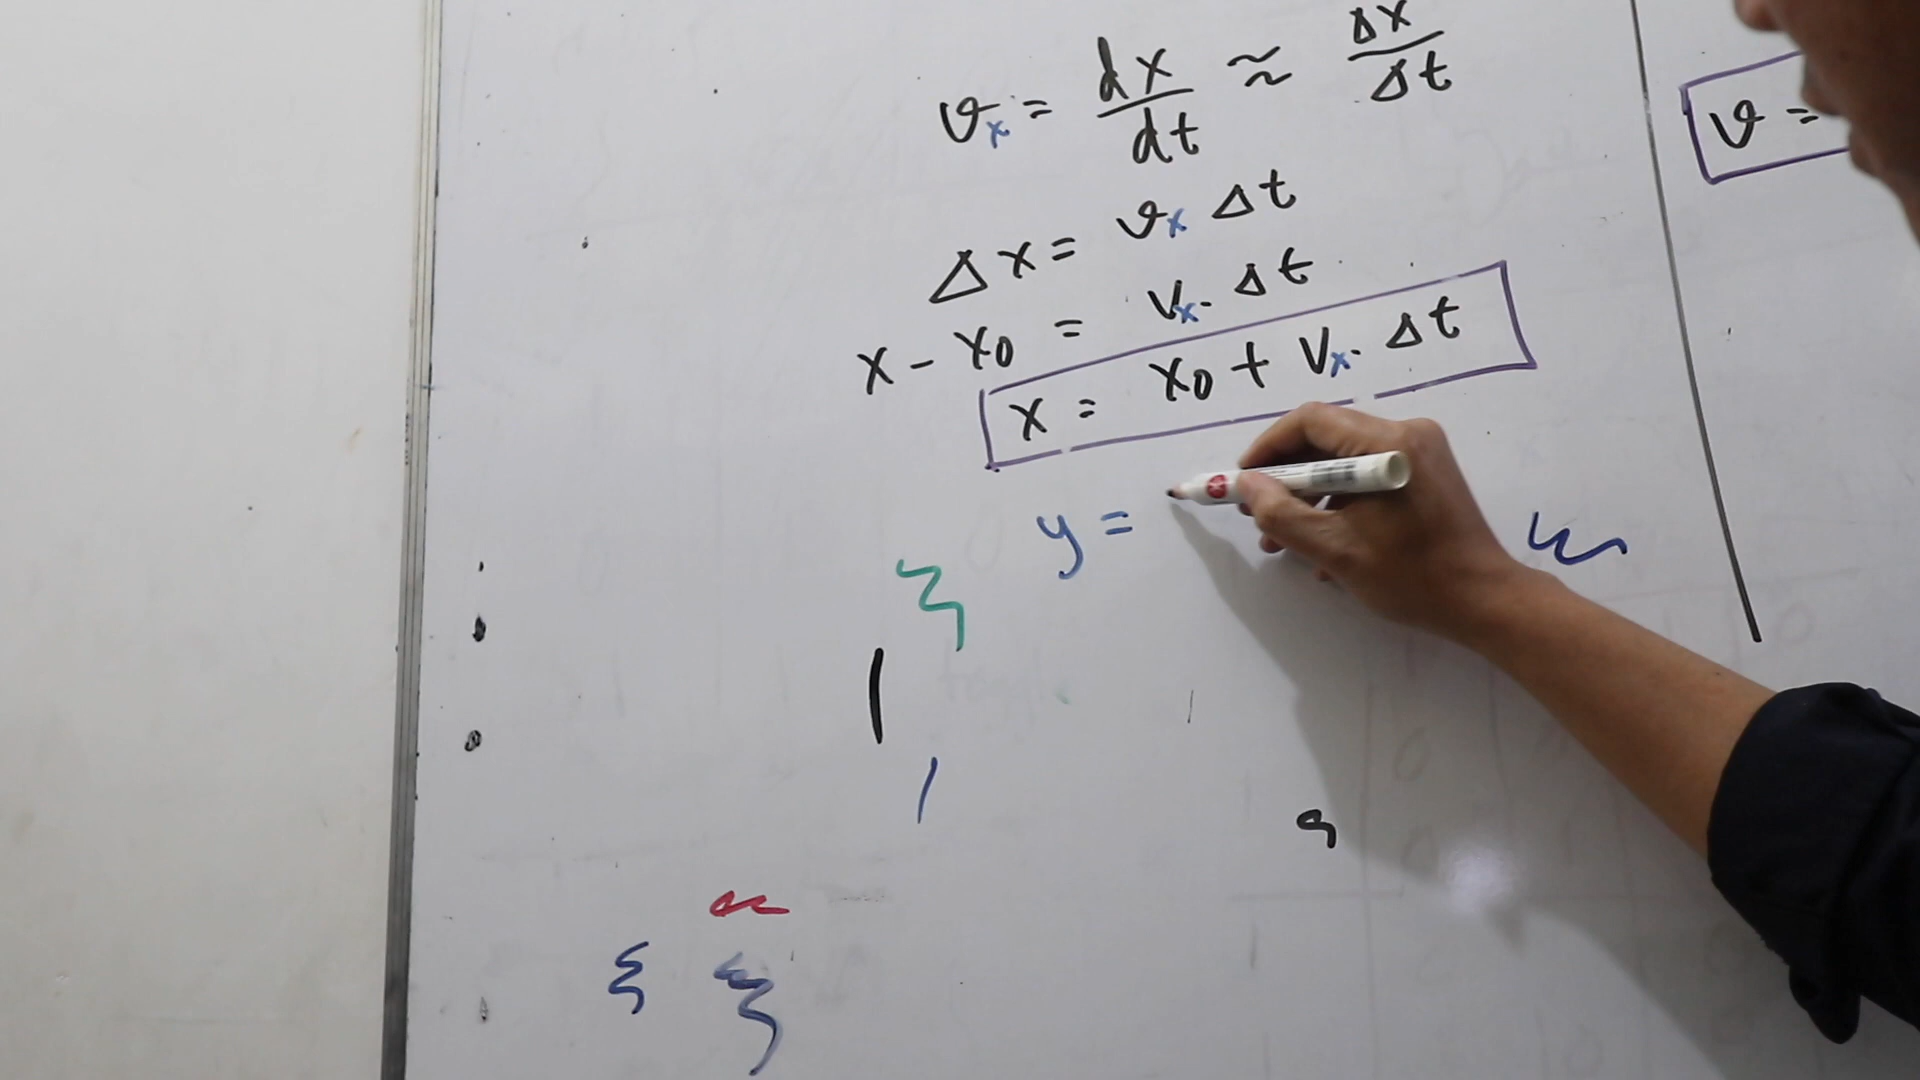 vₓ = dx/dt ≈ Δx/Δt
Δx = vₓ Δt
x - x₀ = vₓ. Δt
x = x₀ + vₓ. Δt
y =
v =